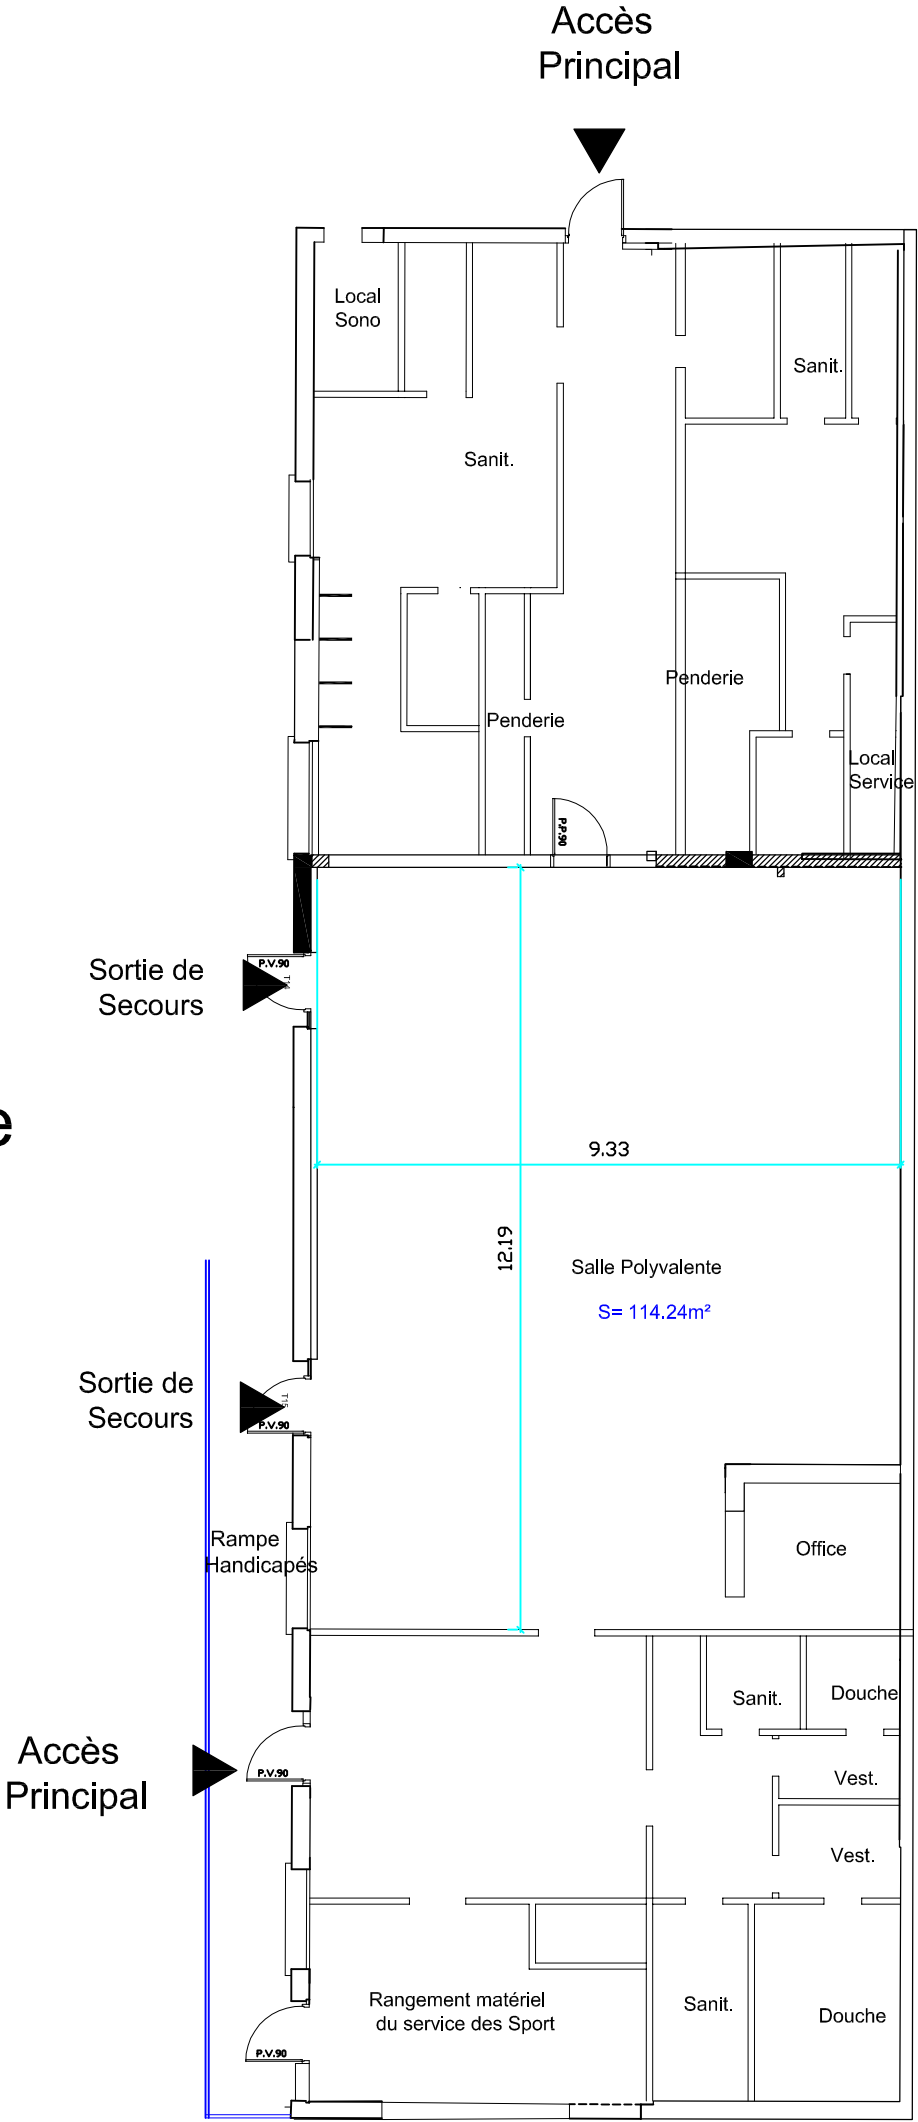 Accès
Principal
Local
Sono
Sanit.
Sanit.
Penderie
Penderie
Local
Service
P.P.90
Sortie de
Secours
P.V.90
T14
e
9.33
12.19
Salle Polyvalente
S= 114.24m²
Sortie de
Secours
T15
P.V.90
Rampe
Handicapés
Office
Sanit.
Douche
Accès
Principal
P.V.90
Vest.
Vest.
Rangement matériel
du service des Sport
Sanit.
Douche
P.V.90